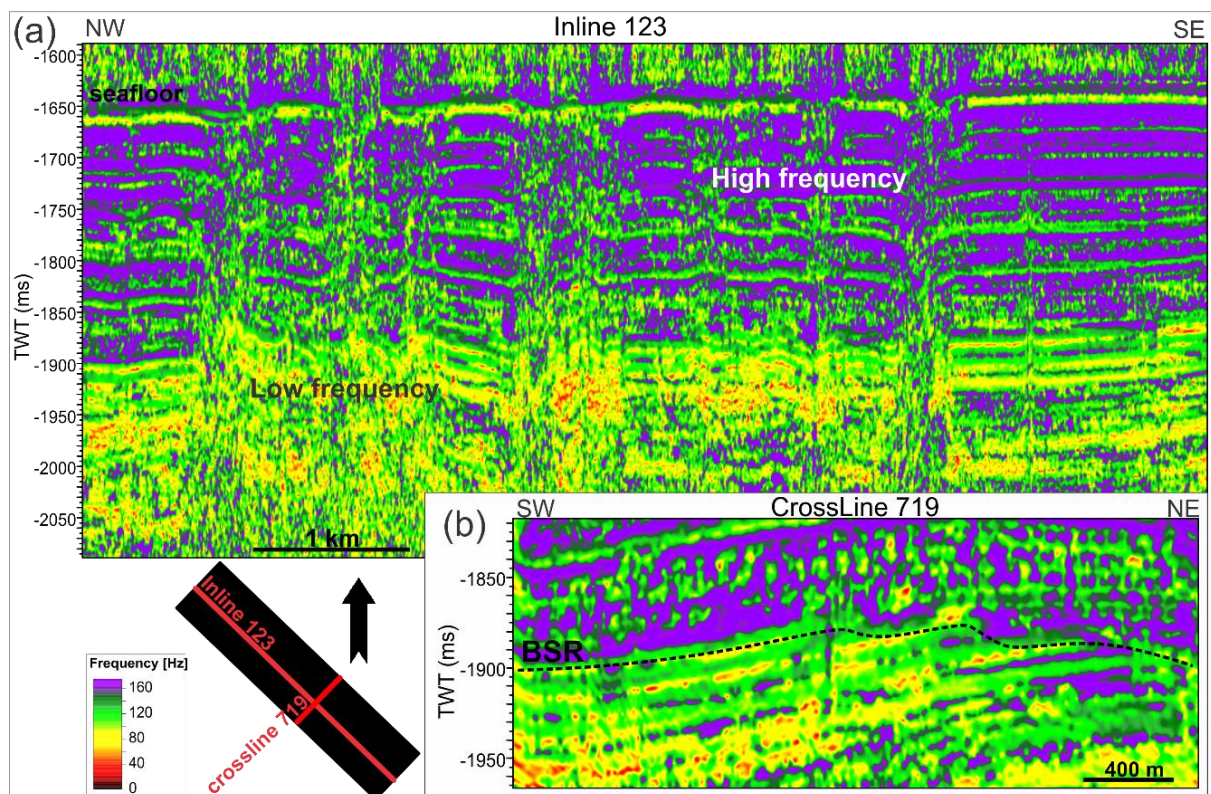 (a)
NW
Inline 123
SE
-1600
seafloor
-1650
-1700
High frequency
-1750
TWT (ms)
-1800
-1850
-1900
Low frequency
-1950
-2000
-2050
1 km
(b)
SW
CrossLine 719
NE
-1850
TWT (ms)
BSR
-1900
-1950
400 m
Inline 123
crossline 719
Frequency [Hz]
160
120
80
40
0